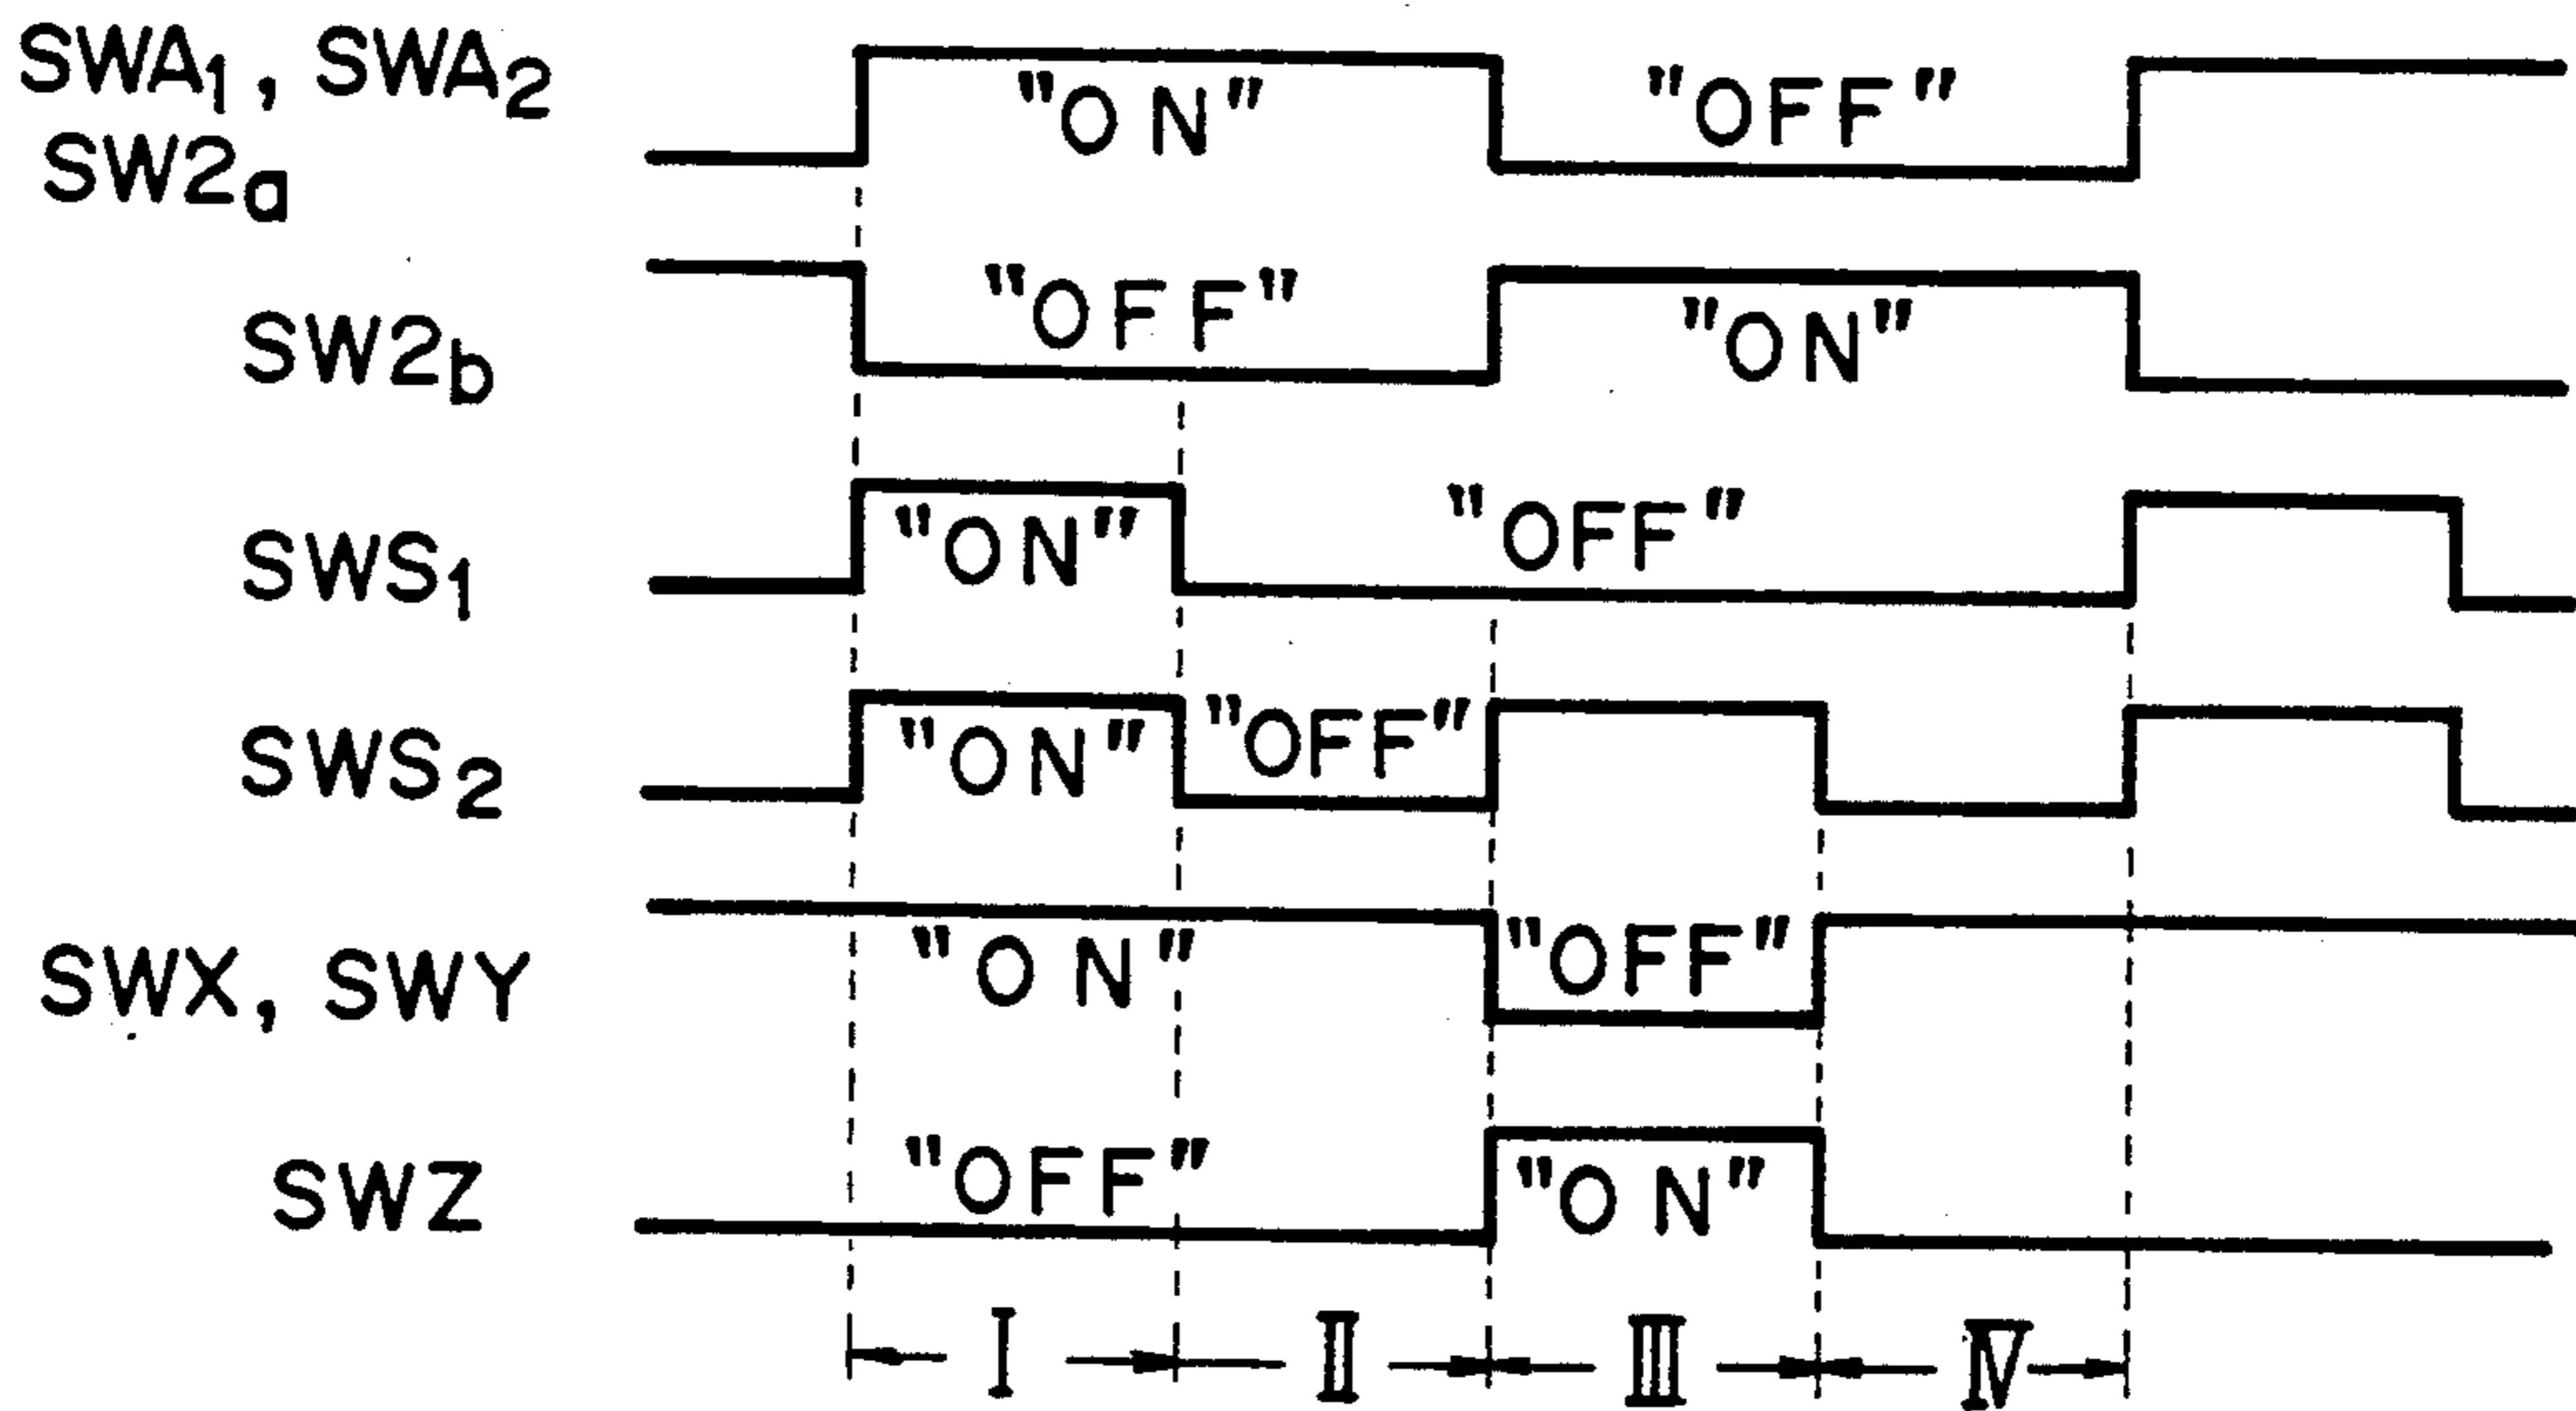 SWA1, SWA2 "ON" "OFF"
SW2a
SW2b "OFF" "ON"
SWS1 "ON" "OFF"
SWS2 "ON" "OFF"
SWX, SWY "ON" "OFF"
SWZ "OFF" "ON"
I II III IV